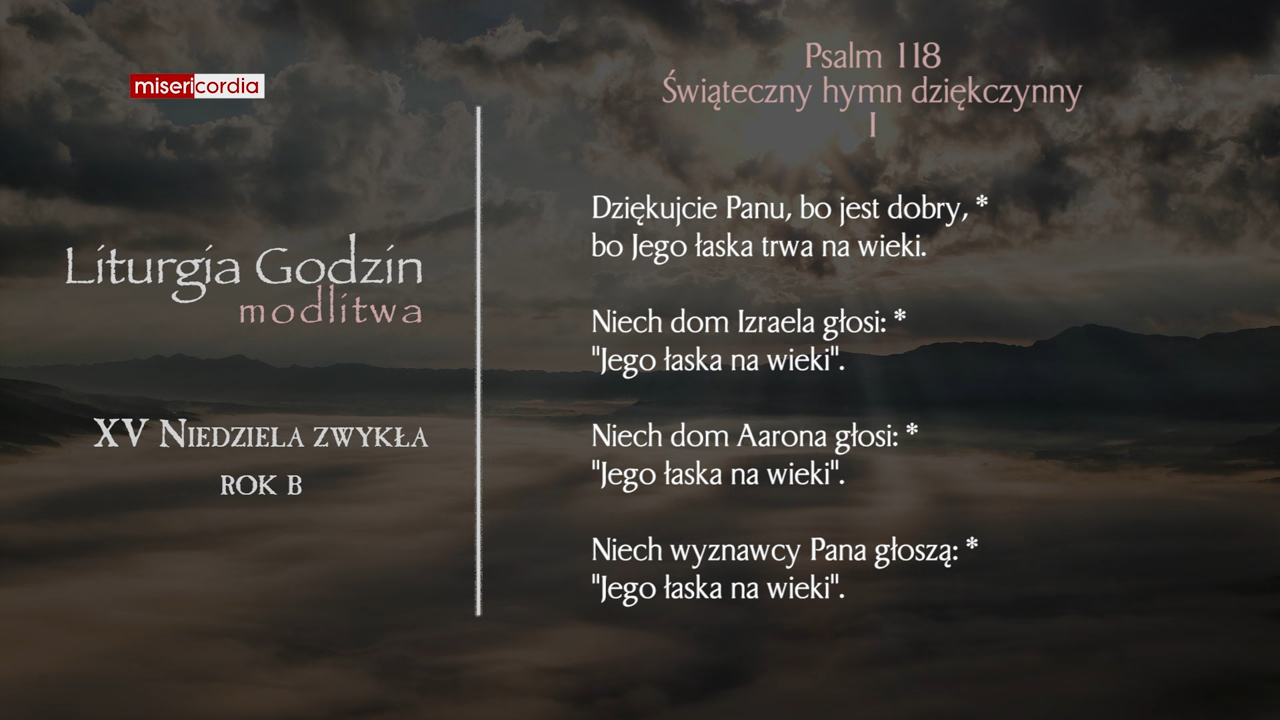 misericordia
Liturgia Godzin
modlitwa
XV Niedziela zwykła
rok B
Psalm 118
Świąteczny hymn dziękczynny
I
Dziękujcie Panu, bo jest dobry, *
bo Jego łaska trwa na wieki.
Niech dom Izraela głosi: *
"Jego łaska na wieki".
Niech dom Aarona głosi: *
"Jego łaska na wieki".
Niech wyznawcy Pana głoszą: *
"Jego łaska na wieki".